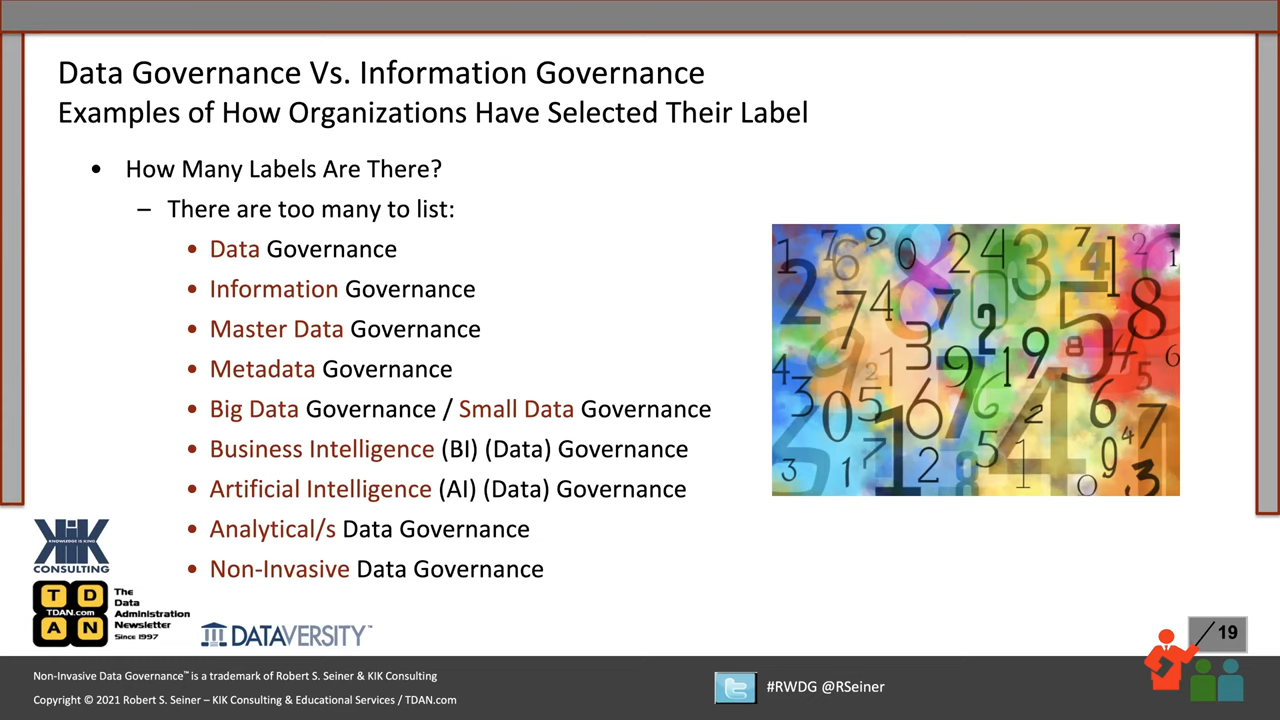 Data Governance Vs. Information Governance
Examples of How Organizations Have Selected Their Label
• How Many Labels Are There?
– There are too many to list:
• Data Governance
• Information Governance
• Master Data Governance
• Metadata Governance
• Big Data Governance / Small Data Governance
• Business Intelligence (BI) (Data) Governance
• Artificial Intelligence (AI) (Data) Governance
• Analytical/s Data Governance
• Non-Invasive Data Governance
KIK
KNOWLEDGE IS KING
CONSULTING
T D
TDAN.com
A N
The
Data
Administration
Newsletter
Since 1997
DATAVERSITY™
19
Non-Invasive Data Governance™ is a trademark of Robert S. Seiner & KIK Consulting
Copyright © 2021 Robert S. Seiner – KIK Consulting & Educational Services / TDAN.com
#RWDG @RSeiner